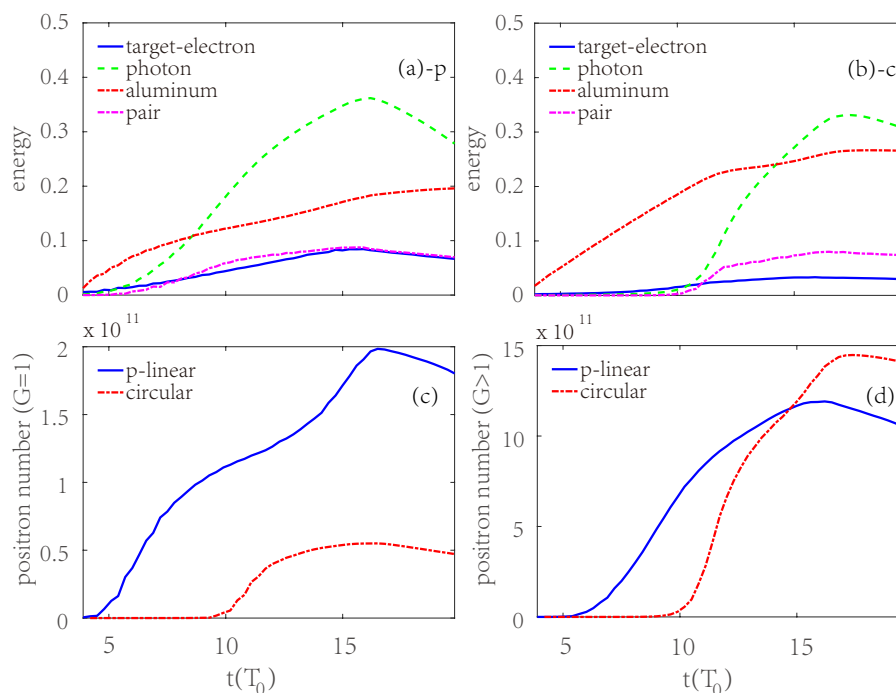 0.5
0.4
0.3
0.2
0.1
0
energy
target-electron
photon
aluminum
pair
(a)-p
0.5
0.4
0.3
0.2
0.1
0
energy
target-electron
photon
aluminum
pair
(b)-c
x 10 11
2
1.5
1
0.5
0
positron number (G=1)
p-linear
circular
(c)
5 10 15
t(T0)
x 10 11
15
10
5
0
positron number (G>1)
p-linear
circular
(d)
5 10 15
t(T0)